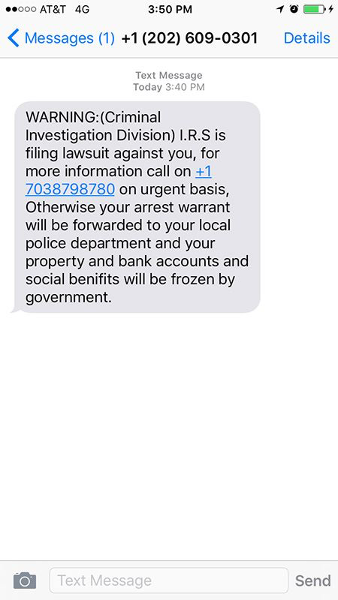 AT&T 4G 3:50 PM
Messages (1) +1 (202) 609-0301 Details
Text Message
Today 3:40 PM
WARNING:(Criminal
Investigation Division) I.R.S is
filing lawsuit against you, for
more information call on +1
7038798780 on urgent basis,
Otherwise your arrest warrant
will be forwarded to your local
police department and your
property and bank accounts and
social benifits will be frozen by
government.
Text Message Send